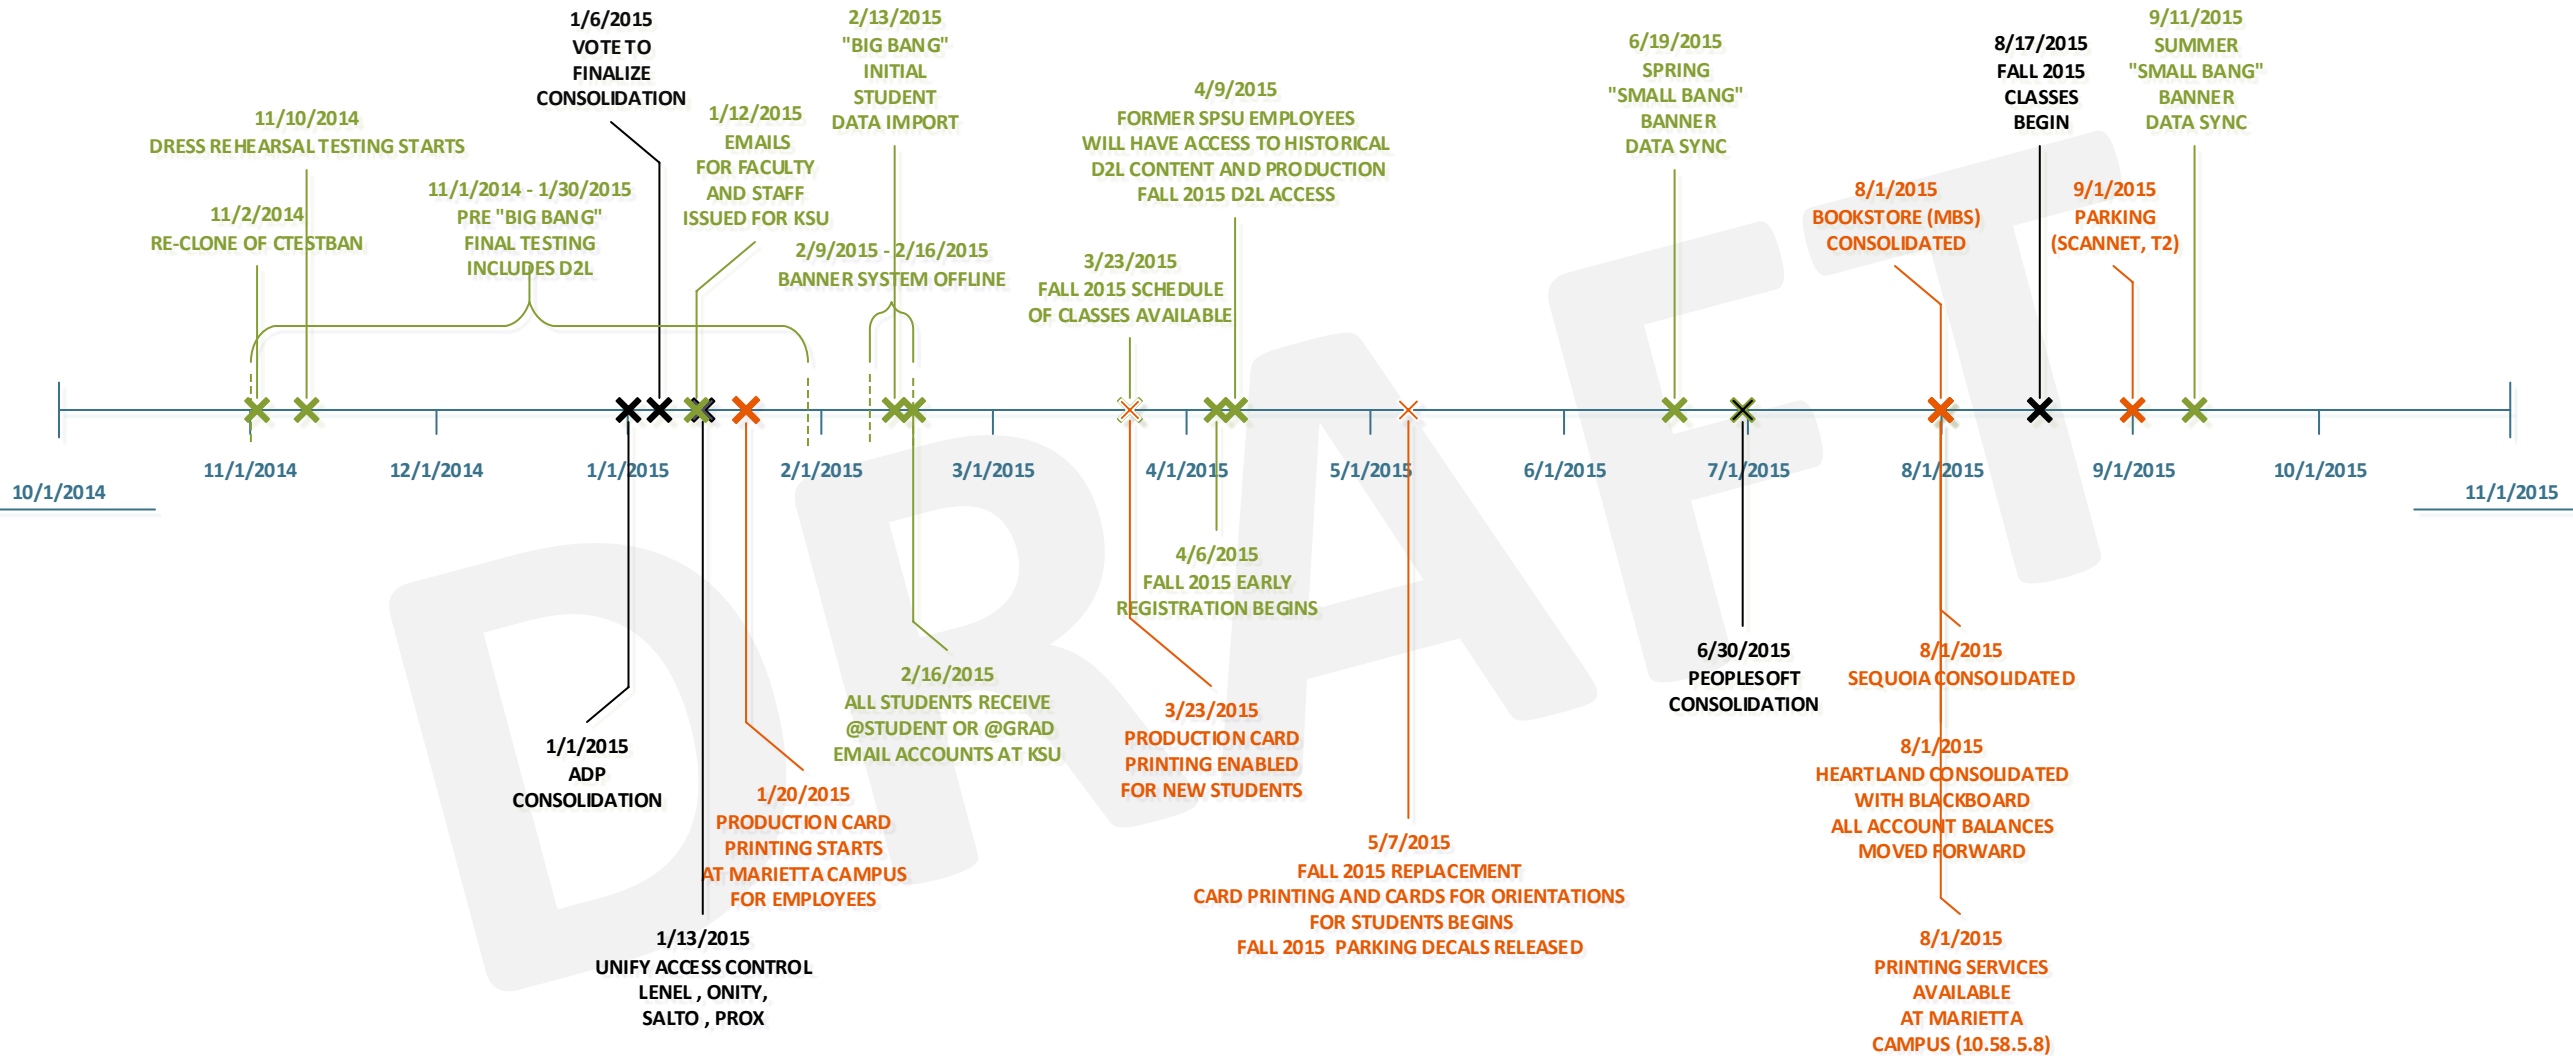 1/6/2015
VOTE TO
FINALIZE
CONSOLIDATION
2/13/2015
"BIG BANG"
INITIAL
STUDENT
DATA IMPORT
6/19/2015
SPRING
"SMALL BANG"
BANNER
DATA SYNC
8/17/2015
FALL 2015
CLASSES
BEGIN
9/11/2015
SUMMER
"SMALL BANG"
BANNER
DATA SYNC
11/10/2014
DRESS REHEARSAL TESTING STARTS
1/12/2015
EMAILS
FOR FACULTY
AND STAFF
ISSUED FOR KSU
4/9/2015
FORMER SPSU EMPLOYEES
WILL HAVE ACCESS TO HISTORICAL
D2L CONTENT AND PRODUCTION
FALL 2015 D2L ACCESS
11/2/2014
RE-CLONE OF CTESTBAN
11/1/2014 - 1/30/2015
PRE "BIG BANG"
FINAL TESTING
INCLUDES D2L
2/9/2015 - 2/16/2015
BANNER SYSTEM OFFLINE
3/23/2015
FALL 2015 SCHEDULE
OF CLASSES AVAILABLE
8/1/2015
BOOKSTORE (MBS)
CONSOLIDATED
9/1/2015
PARKING
(SCANNET, T2)
10/1/2014
11/1/2014
12/1/2014
1/1/2015
2/1/2015
3/1/2015
4/1/2015
5/1/2015
6/1/2015
7/1/2015
8/1/2015
9/1/2015
10/1/2015
11/1/2015
DRAFT
1/1/2015
ADP
CONSOLIDATION
1/13/2015
UNIFY ACCESS CONTROL
LENEL , ONITY,
SALTO , PROX
1/20/2015
PRODUCTION CARD
PRINTING STARTS
AT MARIETTA CAMPUS
FOR EMPLOYEES
2/16/2015
ALL STUDENTS RECEIVE
@STUDENT OR @GRAD
EMAIL ACCOUNTS AT KSU
4/6/2015
FALL 2015 EARLY
REGISTRATION BEGINS
3/23/2015
PRODUCTION CARD
PRINTING ENABLED
FOR NEW STUDENTS
5/7/2015
FALL 2015 REPLACEMENT
CARD PRINTING AND CARDS FOR ORIENTATIONS
FOR STUDENTS BEGINS
FALL 2015 PARKING DECALS RELEASED
6/30/2015
PEOPLESOFT
CONSOLIDATION
8/1/2015
SEQUOIA CONSOLIDATED
8/1/2015
HEARTLAND CONSOLIDATED
WITH BLACKBOARD
ALL ACCOUNT BALANCES
MOVED FORWARD
8/1/2015
PRINTING SERVICES
AVAILABLE
AT MARIETTA
CAMPUS (10.58.5.8)